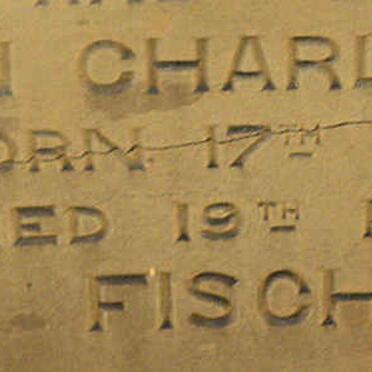 CHARL
ORN 17TH
ED 19TH
FISCH